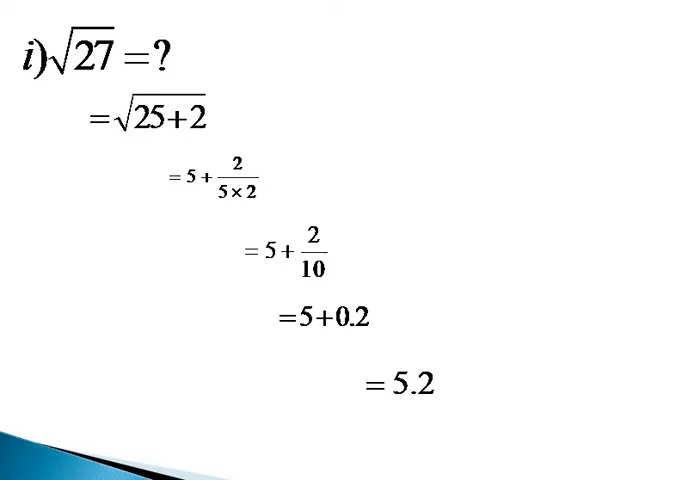 i)√27 = ?
= √25+2
= 5 + 2/5 × 2
= 5 + 2/10
= 5 + 0.2
= 5.2